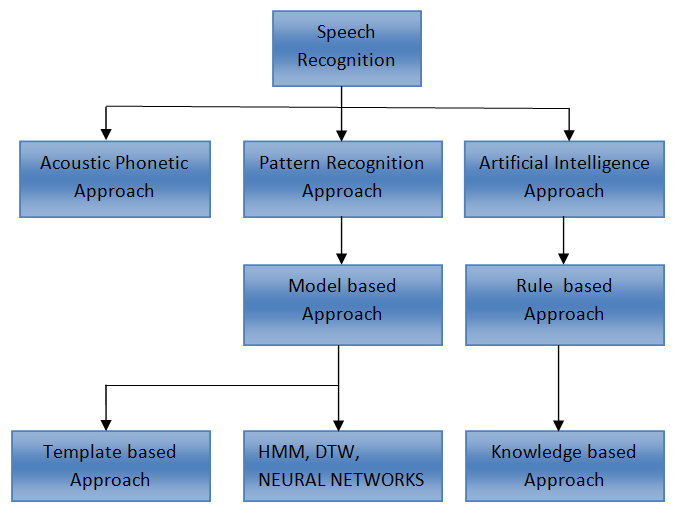 Speech
Recognition
Acoustic Phonetic
Approach
Pattern Recognition
Approach
Artificial Intelligence
Approach
Model based
Approach
Rule  based
Approach
Template based
Approach
HMM, DTW,
NEURAL NETWORKS
Knowledge based
Approach